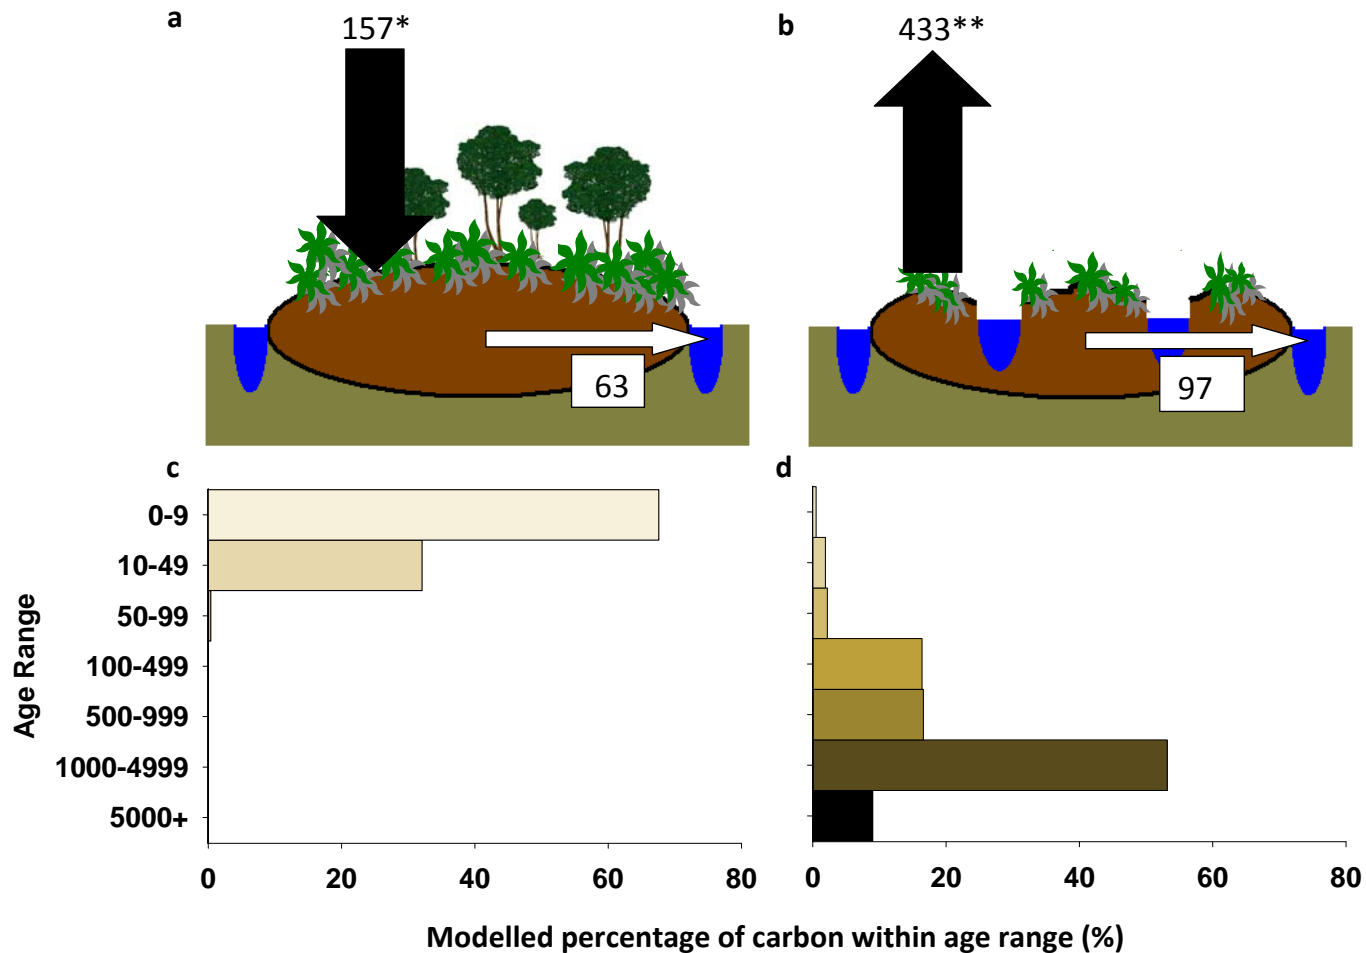 a
157*
b
433**
63
97
c
d
Age Range
0-9
10-49
50-99
100-499
500-999
1000-4999
5000+
0 20 40 60 80
0 20 40 60 80
Modelled percentage of carbon within age range (%)